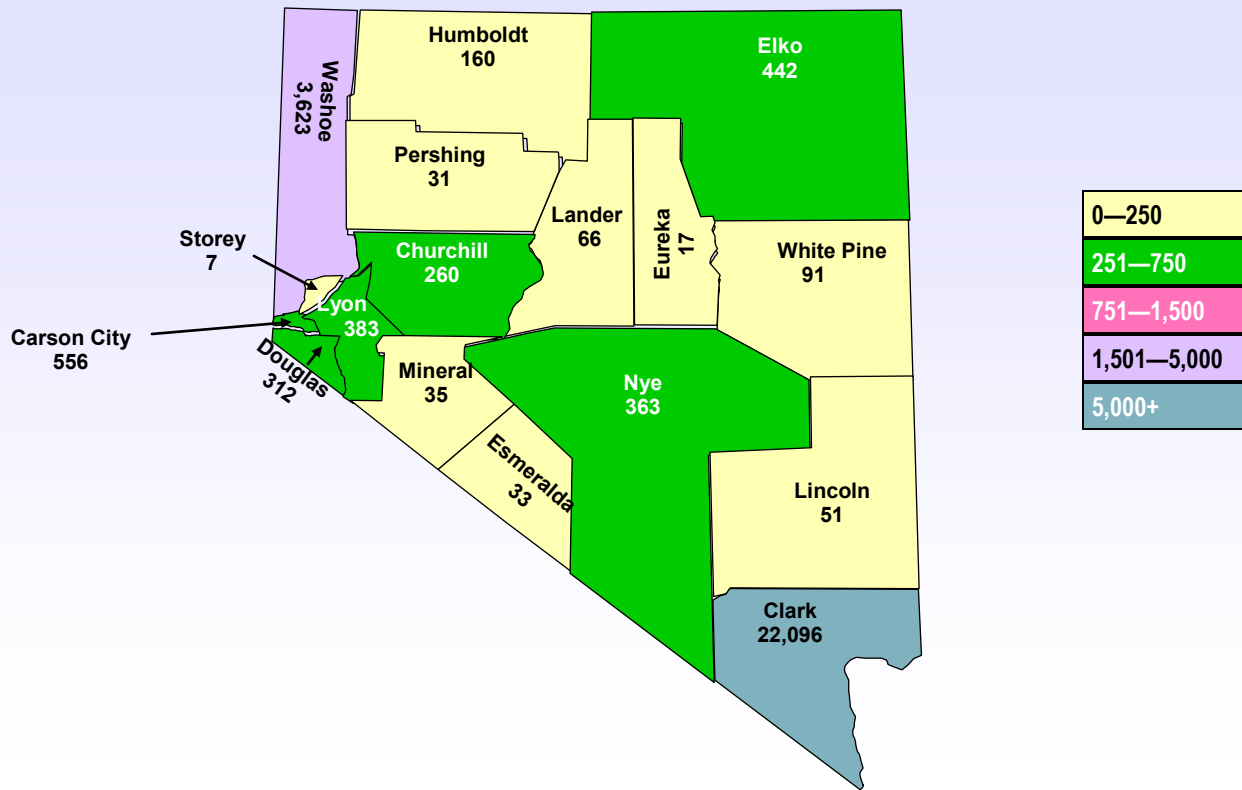 Humboldt
160
Elko
442
Washoe
3,623
Pershing
31
Lander
66
Eureka
17
Storey
7
Churchill
260
White Pine
91
Lyon
383
Carson City
556
Douglas
312
Mineral
35
Nye
363
Esmeralda
33
Lincoln
51
Clark
22,096
0—250
251—750
751—1,500
1,501—5,000
5,000+